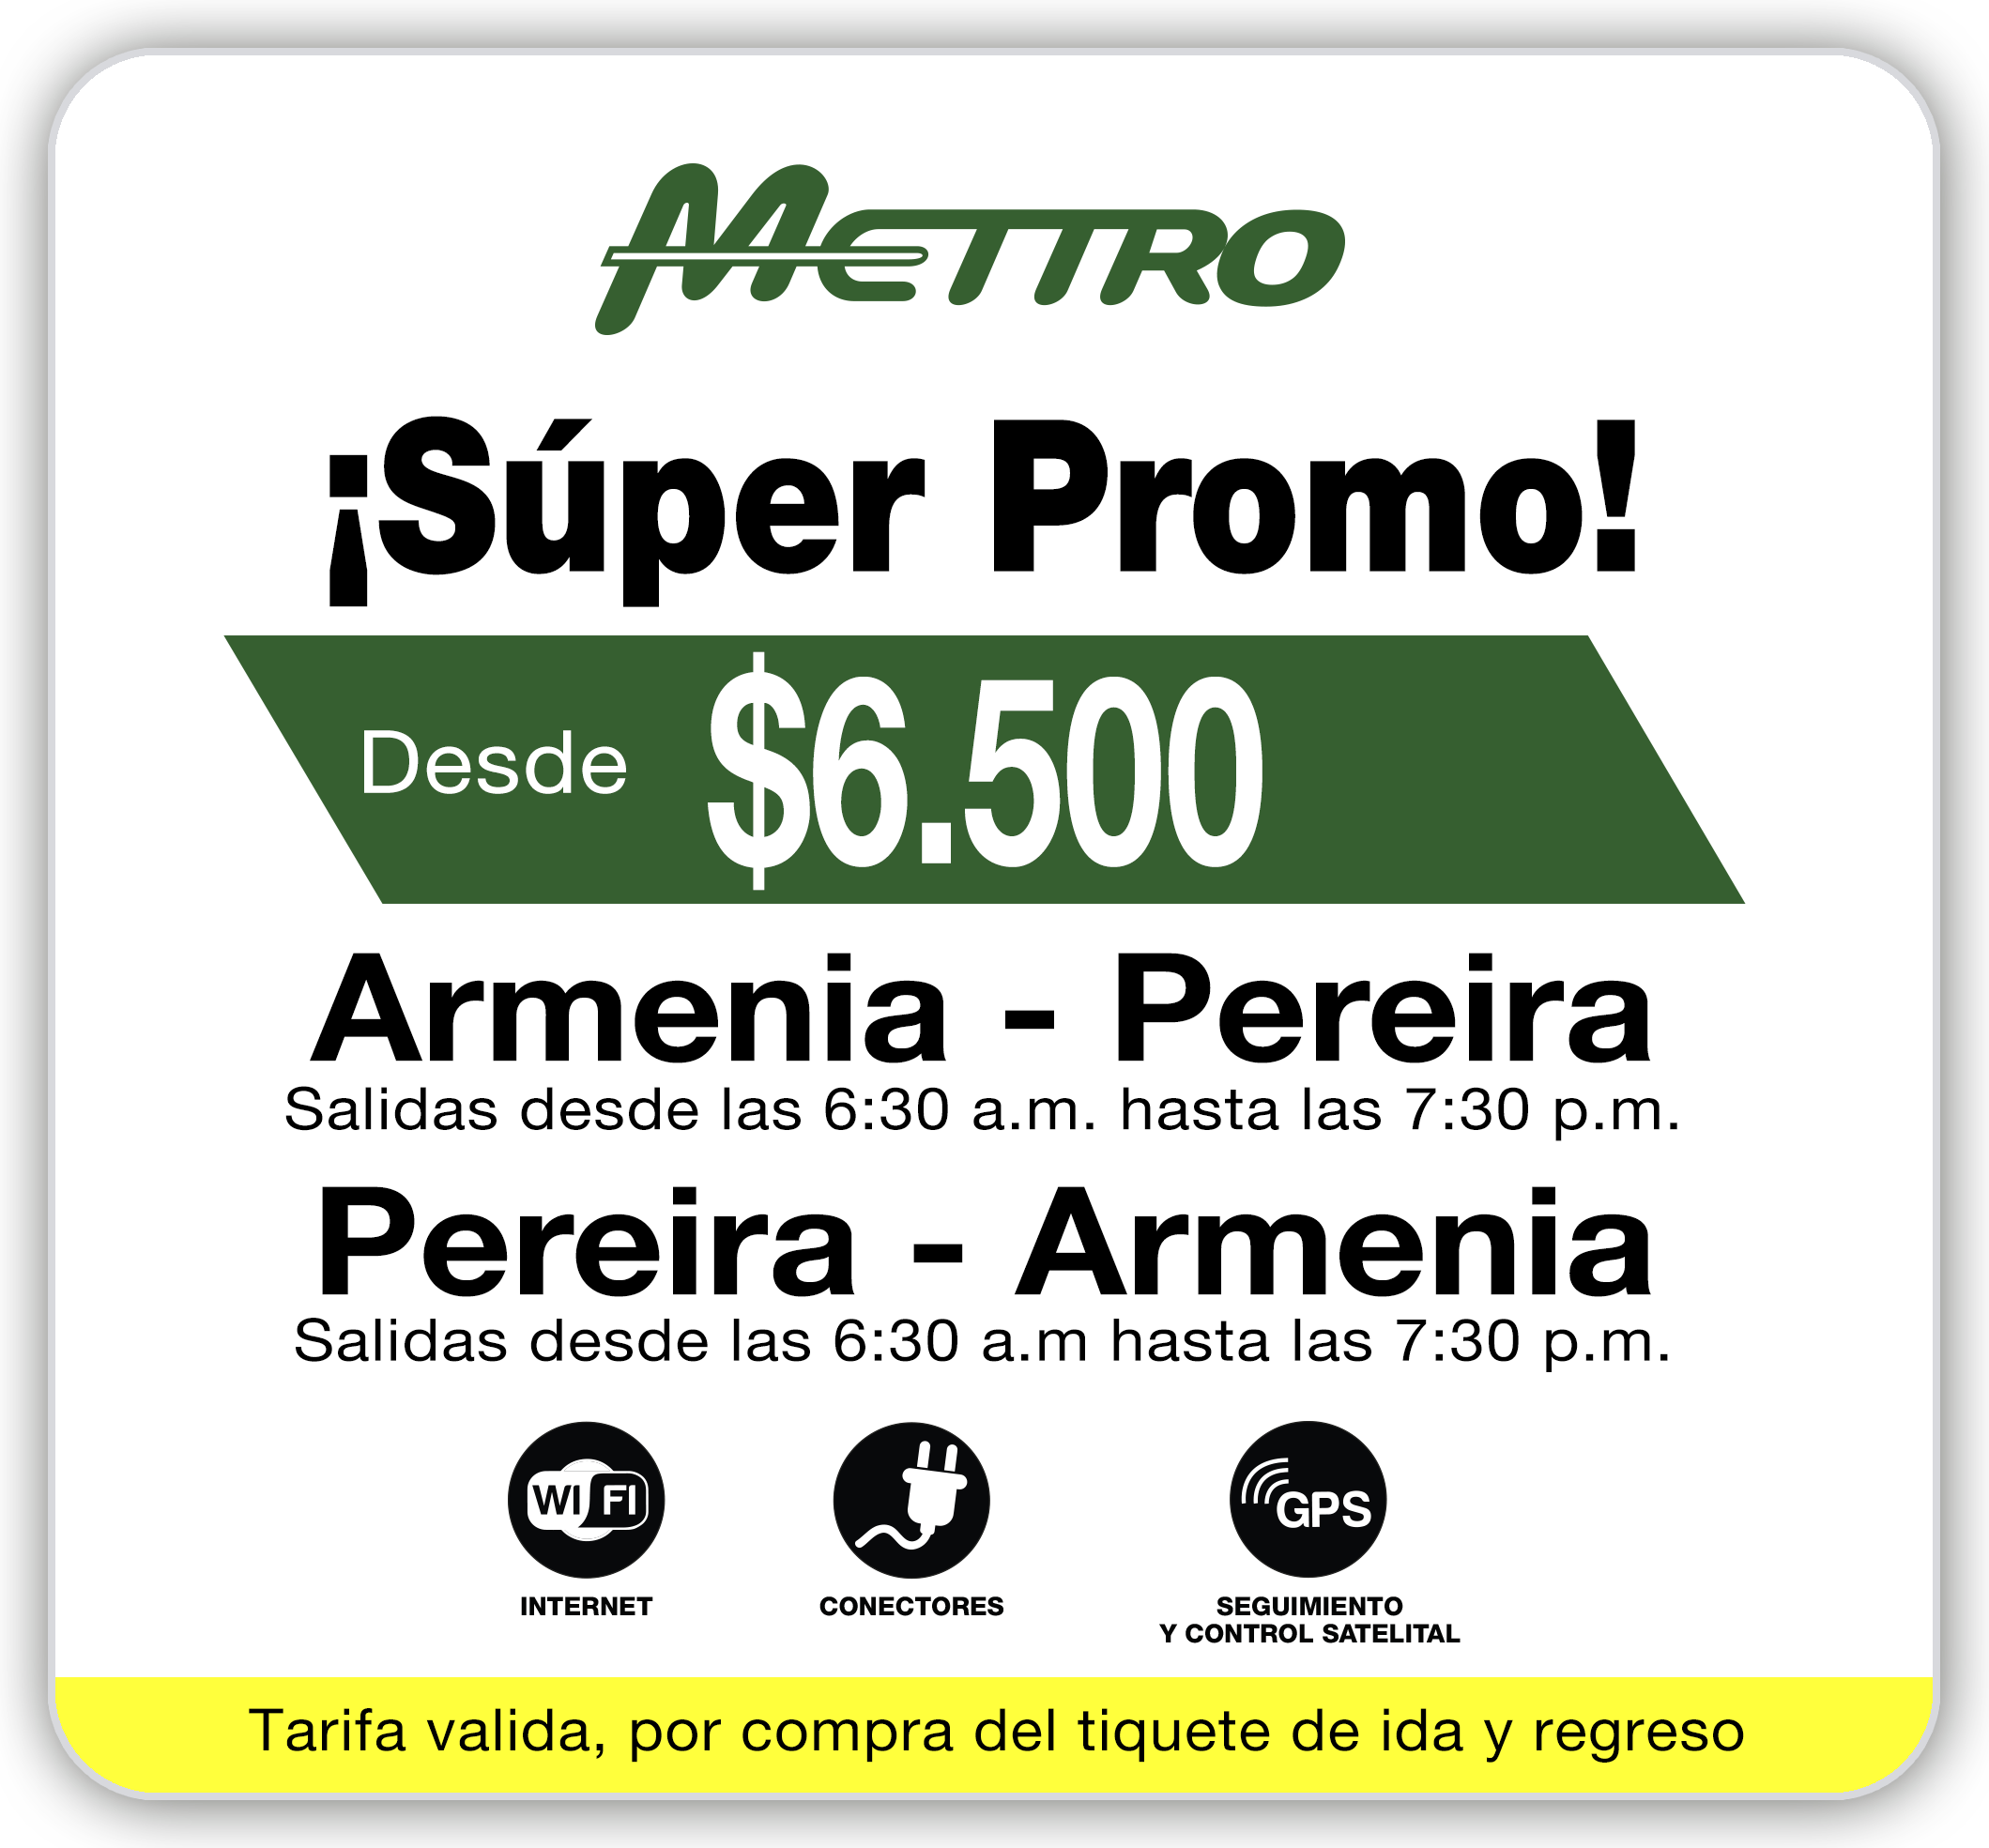 METTRO
¡Súper Promo!
Desde $6.500
Armenia - Pereira
Salidas desde las 6:30 a.m. hasta las 7:30 p.m.
Pereira - Armenia
Salidas desde las 6:30 a.m hasta las 7:30 p.m.
WI FI
GPS
INTERNET
CONECTORES
SEGUIMIENTO
Y CONTROL SATELITAL
Tarifa valida, por compra del tiquete de ida y regreso